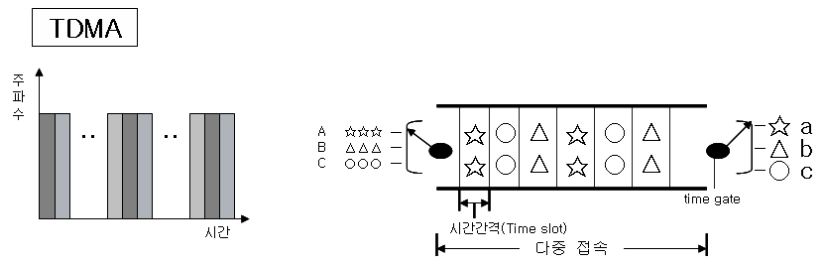 TDMA
주파수
시간
A ☆☆☆
B △△△
C ○○○
☆ a
△ b
○ c
time gate
시간간격(Time slot)
다중 접속